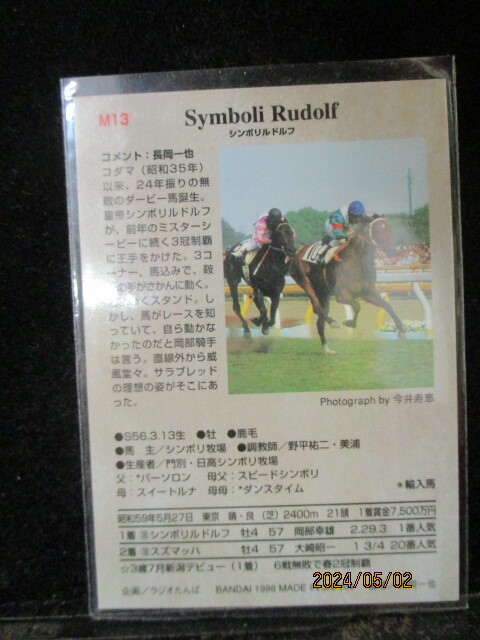 M13
Symboli Rudolf
シンボリルドルフ
コメント：長岡一也
コダマ（昭和35年）
以来、24年振りの無
敗のダービー馬誕生。
皇帝シンボリルドルフ
が、前年のミスターシ
ービーに続く3冠制覇
に王手をかけた。3コ
ーナー、馬込みで、鞍
の手がさかんに動く。
くスタンド。し
かし、馬がレースを知
っていて、自ら動かな
かったのだと岡部騎手
は言う。直線外から威
風堂々。サラブレッド
の理想の姿がそこにあ
った。
Photograph by 今井寿恵
●S56.3.13生 ●牡 ●鹿毛
●馬 主／シンボリ牧場 ●調教師／野平祐二・美浦
●生産者／門別・日高シンボリ牧場
父：*パーソロン 母父：スピードシンボリ
母：スイートルナ 母母：*ダンスタイム *輸入馬
昭和59年5月27日 東京 晴・良（芝）2400m 21頭 1着賞金7,500万円
1着 シンボリルドルフ 牡4 57 岡部幸雄 2.29.3 1番人気
2着 スズマッハ 牡4 57 大崎昭一 1 3/4 20番人気
☆3歳7月新潟デビュー（1着） 6戦無敗で春2冠制覇
企画／ラジオたんぱ BANDAI 1998 MADE 一也
2024/05/02